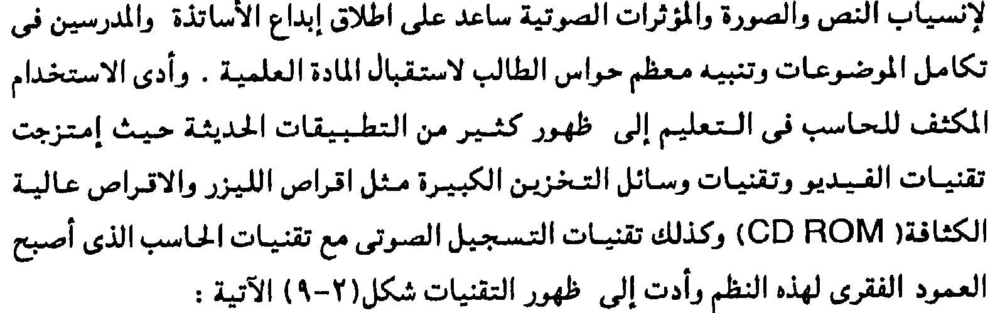 لإنسياب النص والصورة والمؤثرات الصوتية ساعد على اطلاق إبداع الأساتذة والمدرسين فى
تكامل الموضوعات وتنبيه معظم حواس الطالب لاستقبال المادة العلمية . وأدى الاستخدام
المكثف للحاسب فى التعليم إلى ظهور كثير من التطبيقات الحديثة حيث إمتزجت
تقنيات الفيديو وتقنيات وسائل التخزين الكبيرة مثل اقراص الليزر والاقراص عالية
الكثافة( CD ROM) وكذلك تقنيات التسجيل الصوتى مع تقنيات الحاسب الذى أصبح
العمود الفقرى لهذه النظم وأدت إلى ظهور التقنيات شكل(٢-٩) الآتية :